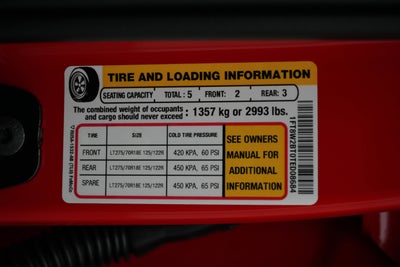 TIRE AND LOADING INFORMATION
SEATING CAPACITY TOTAL : 5 FRONT: 2 REAR: 3
The combined weight of occupants
and cargo should never exceed : 1357 kg or 2993 lbs.
TIRE SIZE COLD TIRE PRESSURE
FRONT LT275/70R18E 125/122R 420 KPA, 60 PSI
REAR LT275/70R18E 125/122R 450 KPA, 65 PSI
SPARE LT275/70R18E 125/122R 450 KPA, 65 PSI
SEE OWNERS
MANUAL FOR
ADDITIONAL
INFORMATION
1FT8W2BT0TED08684